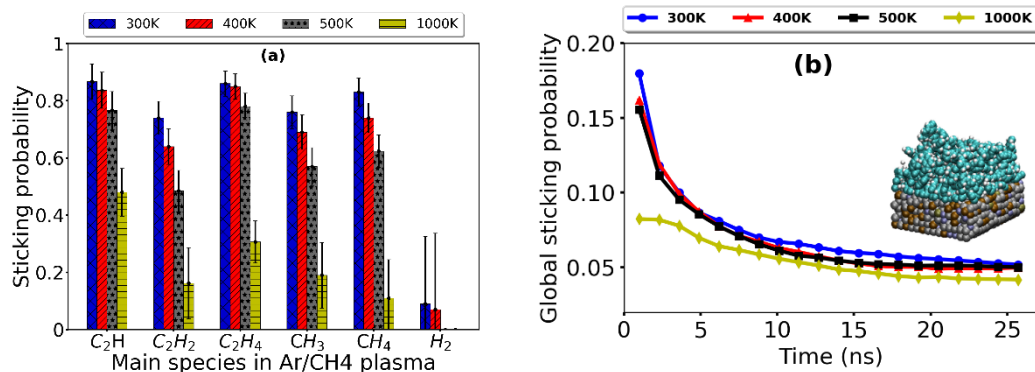 300K 400K 500K 1000K
(a)
Sticking probability
1
0.8
0.6
0.4
0.2
0
C₂H C₂H₂ C₂H₄ CH₃ CH₄ H₂
Main species in Ar/CH4 plasma
300K 400K 500K 1000K
(b)
Global sticking probability
0.20
0.15
0.10
0.05
0 5 10 15 20 25
Time (ns)